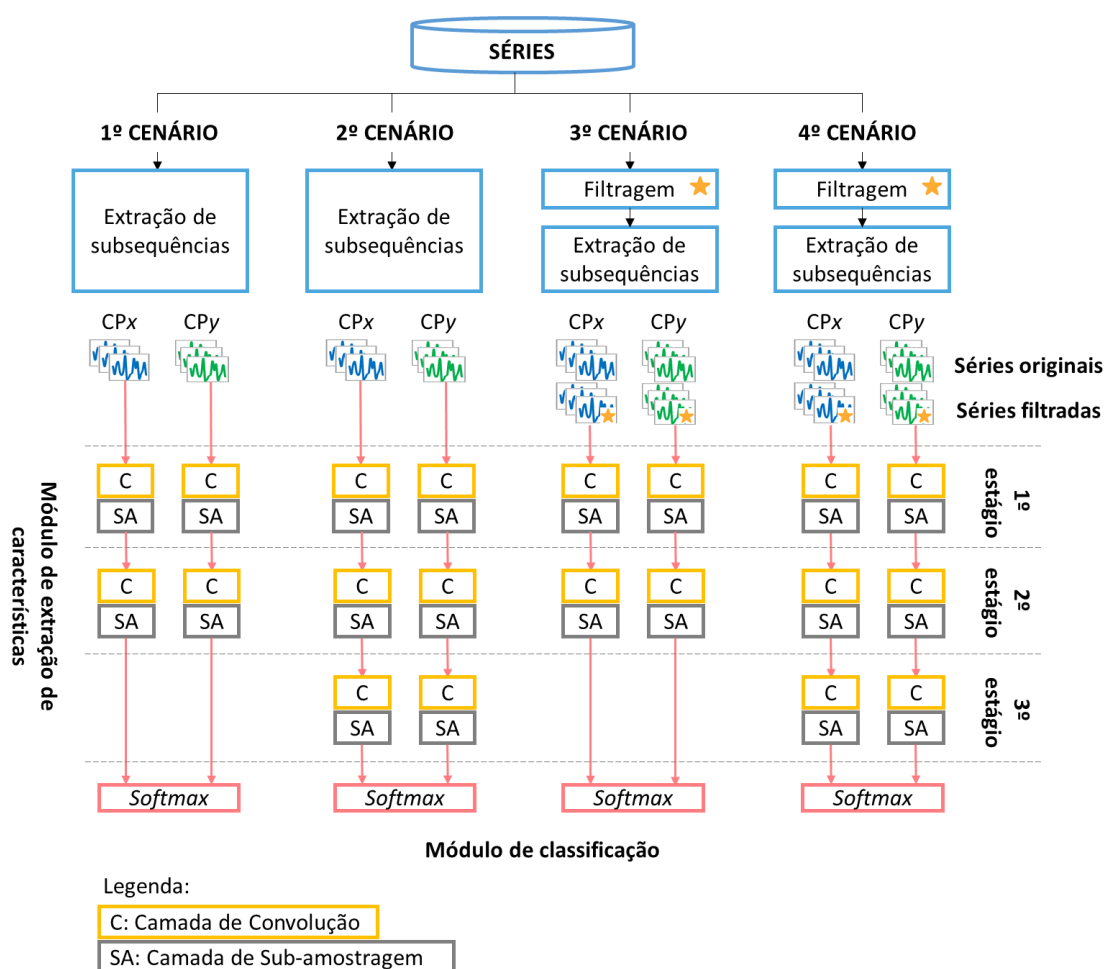 SÉRIES
1º CENÁRIO
2º CENÁRIO
3º CENÁRIO
4º CENÁRIO
Extração de
subsequências
Extração de
subsequências
Filtragem
Extração de
subsequências
Filtragem
Extração de
subsequências
CPx CPy
CPx CPy
CPx CPy
CPx CPy
Séries originais
Séries filtradas
Módulo de extração de
características
C C C C C C C C
SA SA SA SA SA SA SA SA
1º
estágio
C C C C C C C C
SA SA SA SA SA SA SA SA
2º
estágio
C C C C
SA SA SA SA
3º
estágio
Softmax Softmax Softmax Softmax
Módulo de classificação
Legenda:
C: Camada de Convolução
SA: Camada de Sub-amostragem